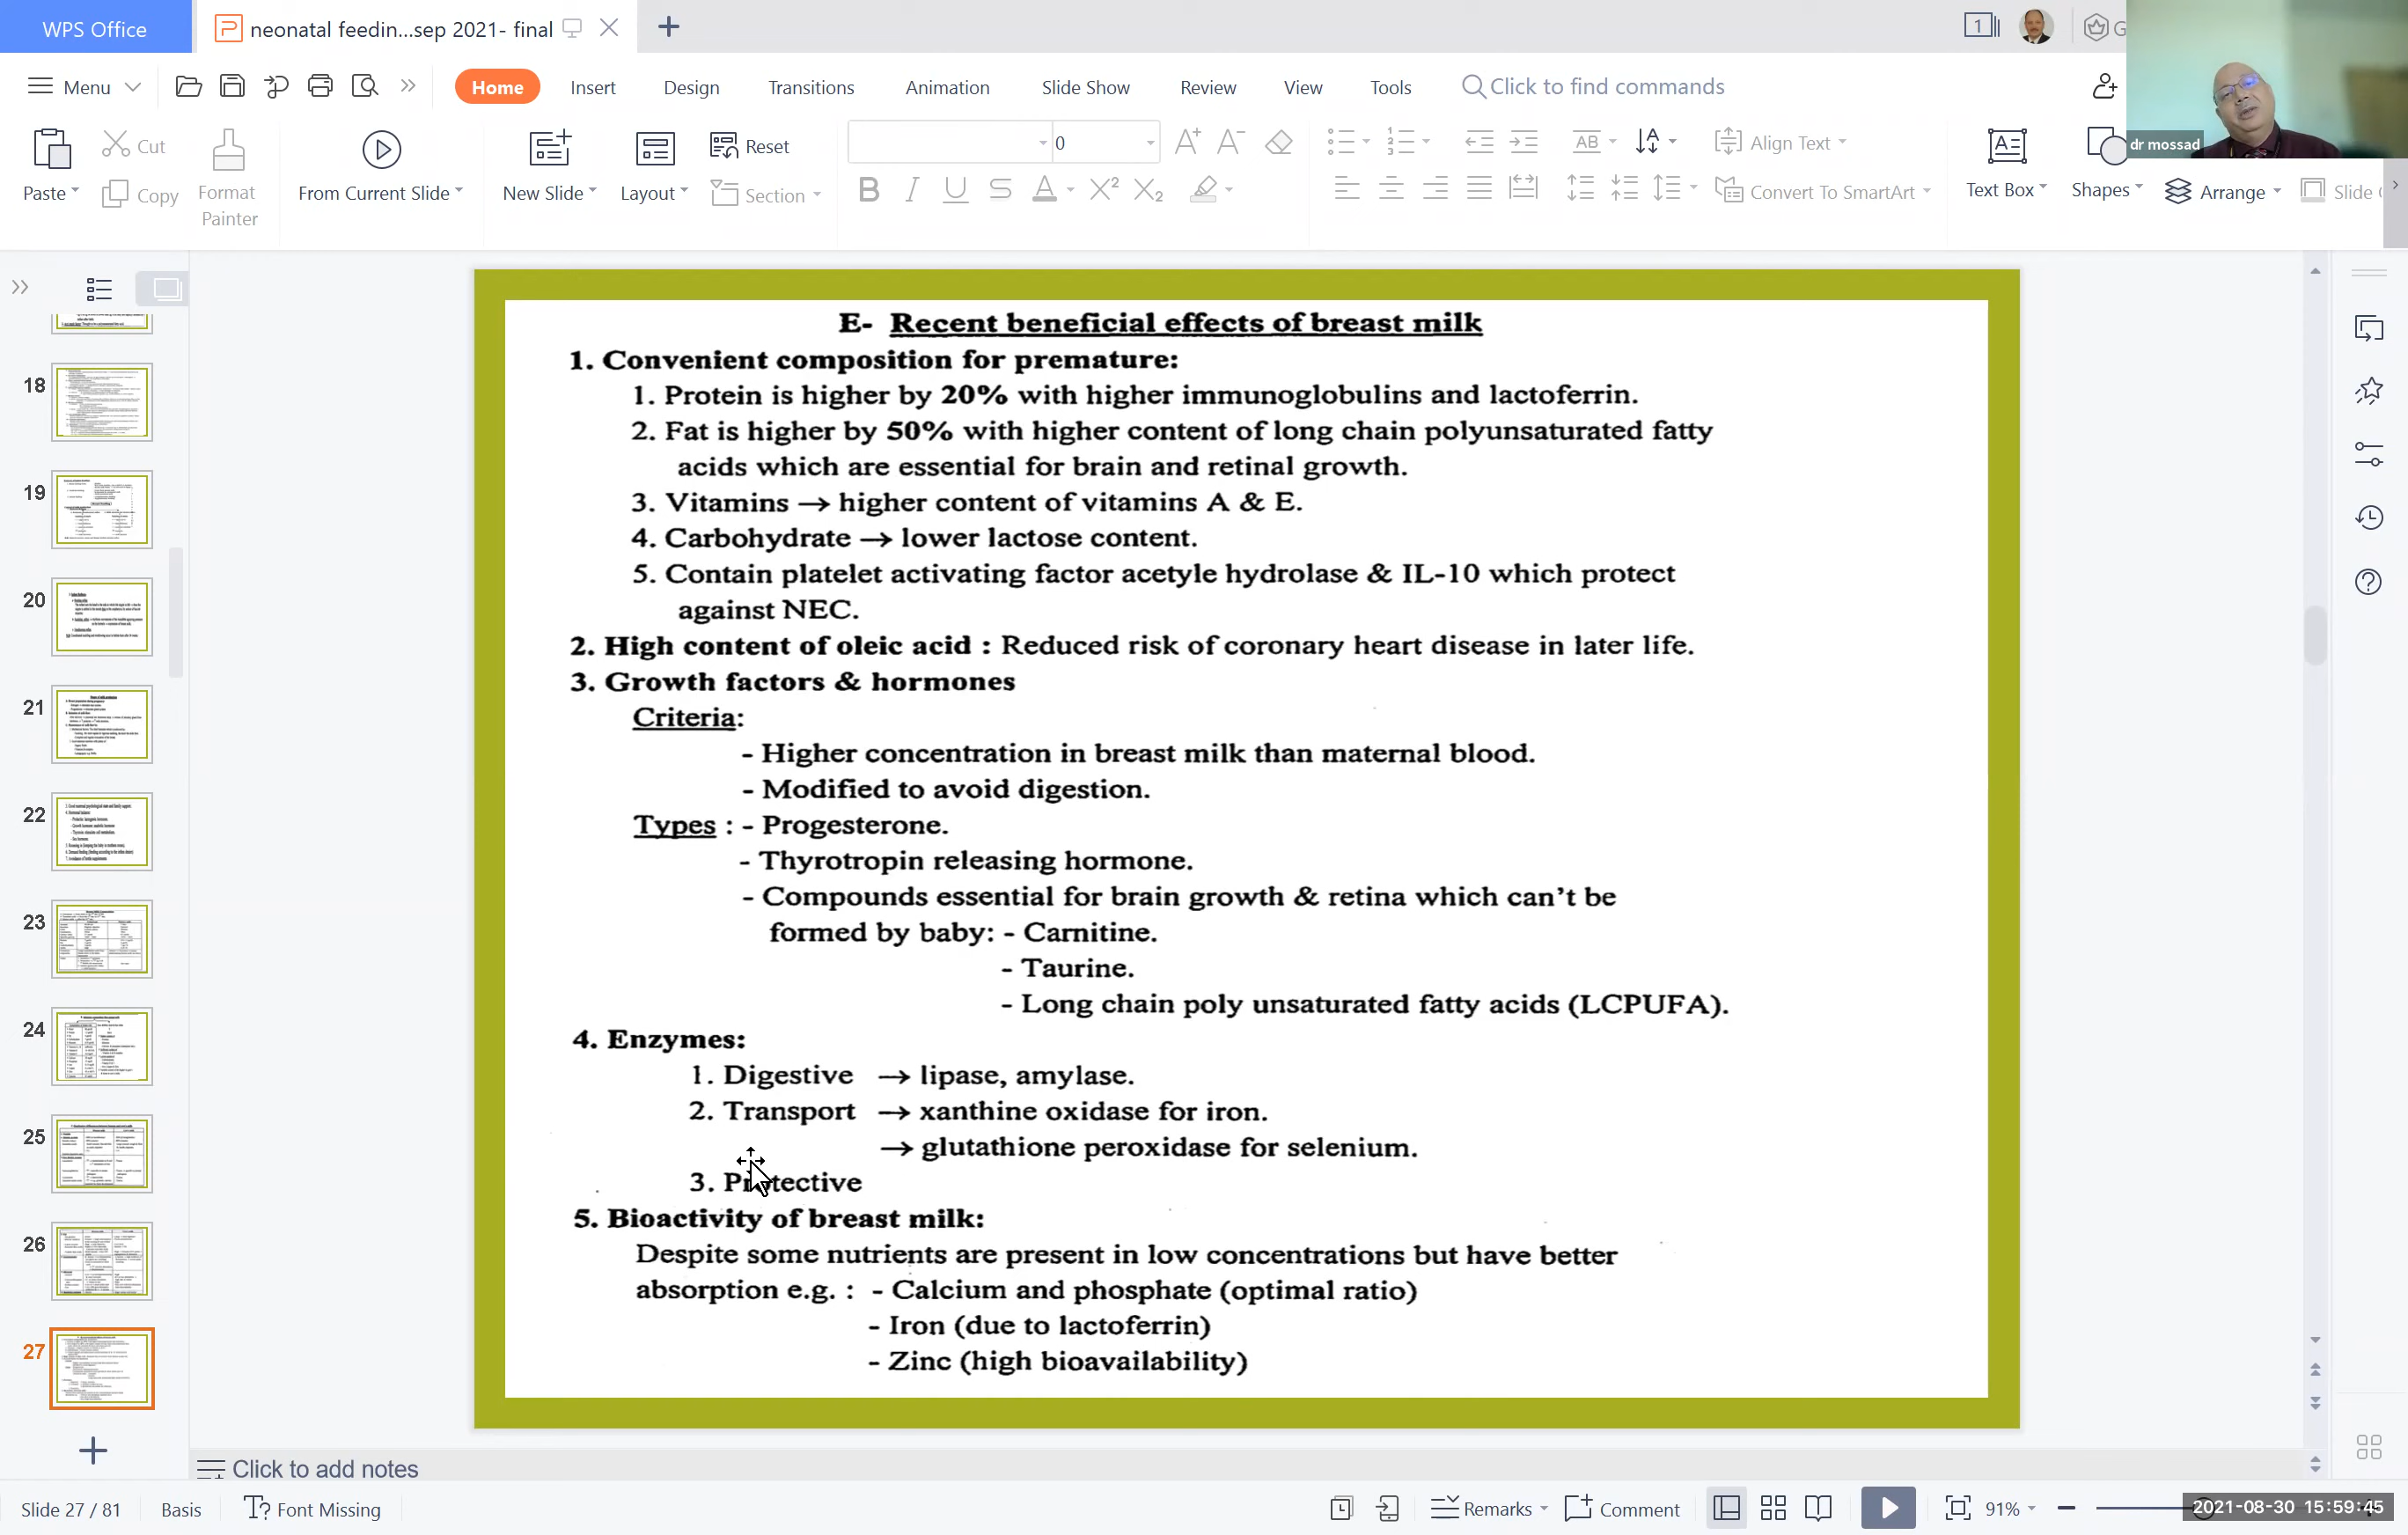 WPS Office
neonatal feedin...sep 2021- final
1
G
Menu
Home
Insert
Design
Transitions
Animation
Slide Show
Review
View
Tools
Click to find commands
Paste
Cut
Copy
Format
Painter
From Current Slide
New Slide
Layout
Reset
Section
0
Align Text
Convert To SmartArt
Text Box
Shapes
Arrange
Slide
dr mossad
18
19
20
21
22
23
24
25
26
27
E- Recent beneficial effects of breast milk
1. Convenient composition for premature:
1. Protein is higher by 20% with higher immunoglobulins and lactoferrin.
2. Fat is higher by 50% with higher content of long chain polyunsaturated fatty
acids which are essential for brain and retinal growth.
3. Vitamins → higher content of vitamins A & E.
4. Carbohydrate → lower lactose content.
5. Contain platelet activating factor acetyle hydrolase & IL-10 which protect
against NEC.
2. High content of oleic acid : Reduced risk of coronary heart disease in later life.
3. Growth factors & hormones
Criteria:
- Higher concentration in breast milk than maternal blood.
- Modified to avoid digestion.
Types : - Progesterone.
- Thyrotropin releasing hormone.
- Compounds essential for brain growth & retina which can't be
formed by baby: - Carnitine.
- Taurine.
- Long chain poly unsaturated fatty acids (LCPUFA).
4. Enzymes:
1. Digestive → lipase, amylase.
2. Transport → xanthine oxidase for iron.
→ glutathione peroxidase for selenium.
3. Protective
5. Bioactivity of breast milk:
Despite some nutrients are present in low concentrations but have better
absorption e.g. : - Calcium and phosphate (optimal ratio)
- Iron (due to lactoferrin)
- Zinc (high bioavailability)
Click to add notes
Slide 27 / 81
Basis
Font Missing
Remarks
Comment
91%
2021-08-30 15:59:45